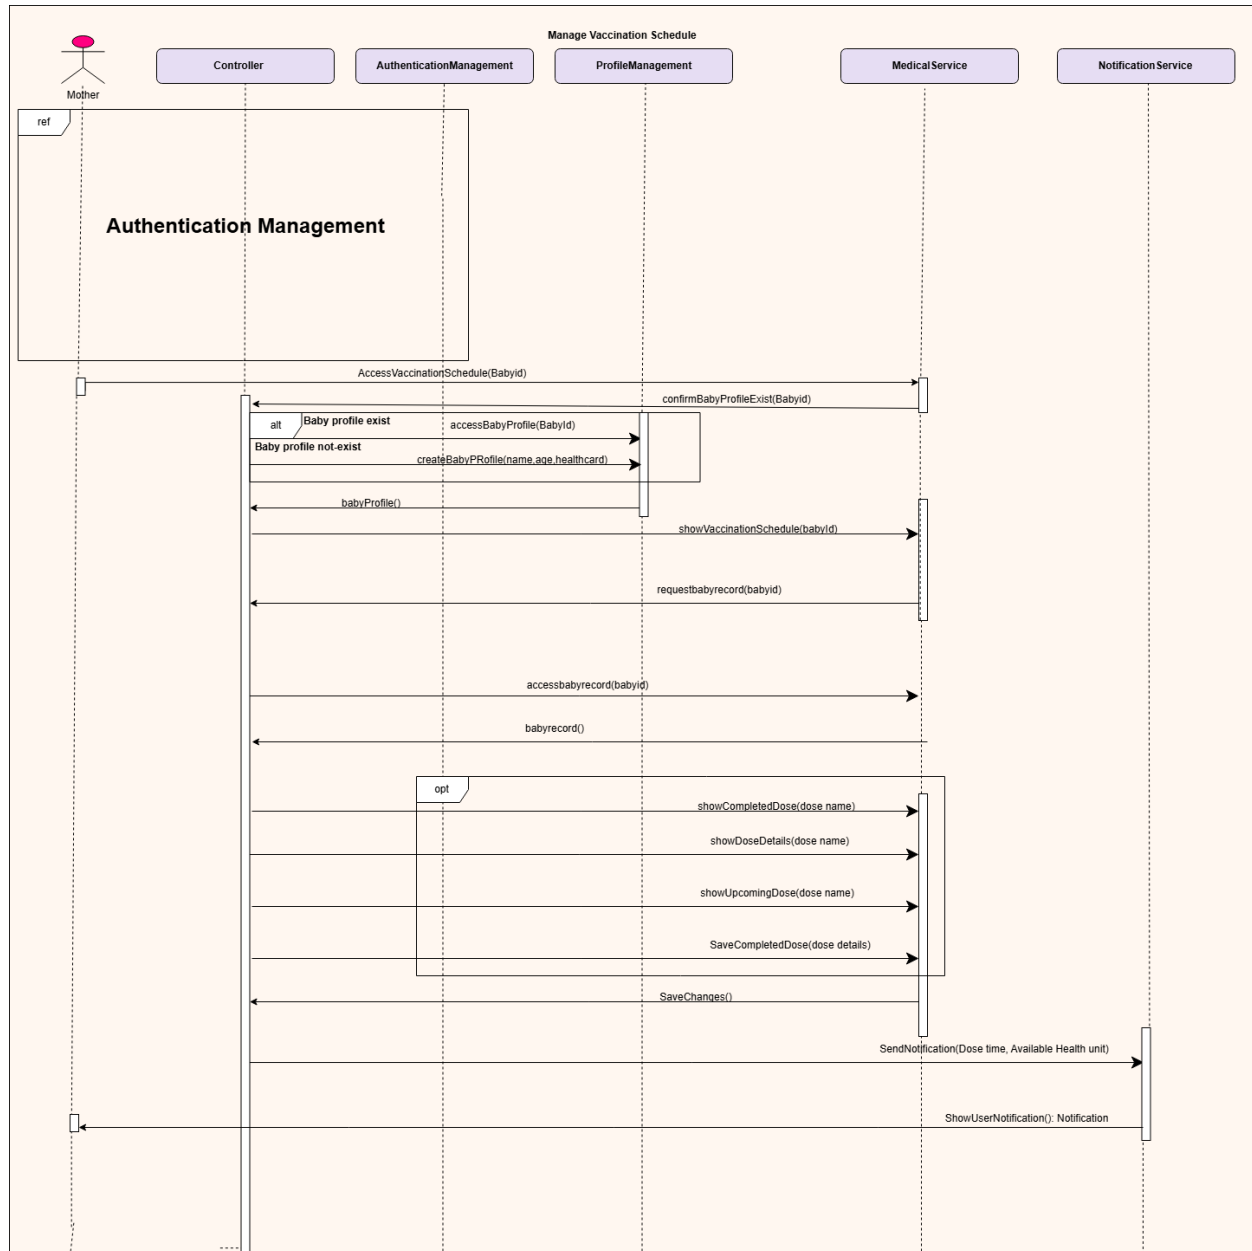 Manage Vaccination Schedule
Mother
Controller
AuthenticationManagement
ProfileManagement
MedicalService
NotificationService
ref
Authentication Management
AccessVaccinationSchedule(Babyid)
confirmBabyProfileExist(Babyid)
alt
Baby profile exist
accessBabyProfile(BabyId)
Baby profile not-exist
createBabyPRofile(name,age,healthcard)
babyProfile()
showVaccinationSchedule(babyId)
requestbabyrecord(babyid)
accessbabyrecord(babyid)
babyrecord()
opt
showCompletedDose(dose name)
showDoseDetails(dose name)
showUpcomingDose(dose name)
SaveCompletedDose(dose details)
SaveChanges()
SendNotification(Dose time, Available Health unit)
ShowUserNotification(): Notification